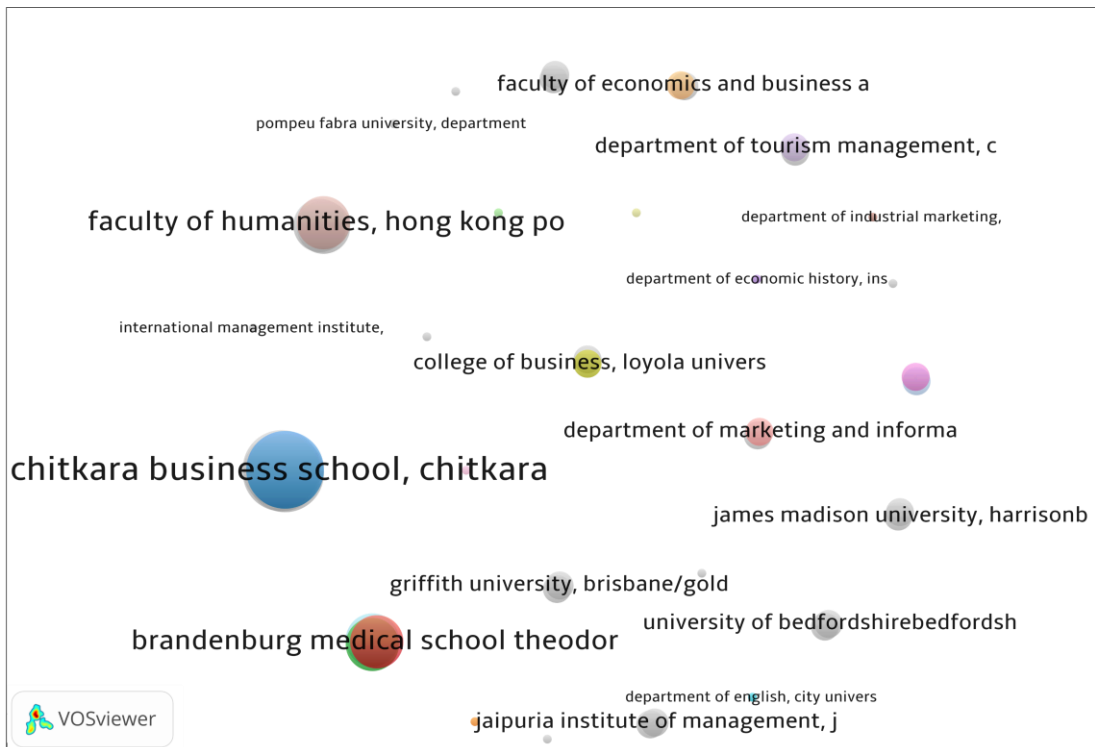 faculty of economics and business a
pompeu fabra university, department
department of tourism management, c
faculty of humanities, hong kong po
department of industrial marketing,
department of economic history, ins
international management institute,
college of business, loyola univers
department of marketing and informa
chitkara business school, chitkara
james madison university, harrisonb
griffith university, brisbane/gold
university of bedfordshirebedfordsh
brandenburg medical school theodor
department of english, city univers
jaipuria institute of management, j
VOSviewer